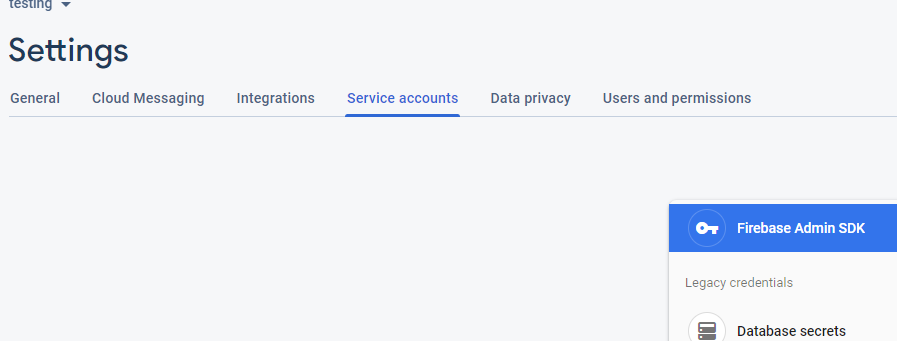 testing
Settings
General Cloud Messaging Integrations Service accounts Data privacy Users and permissions
Firebase Admin SDK
Legacy credentials
Database secrets